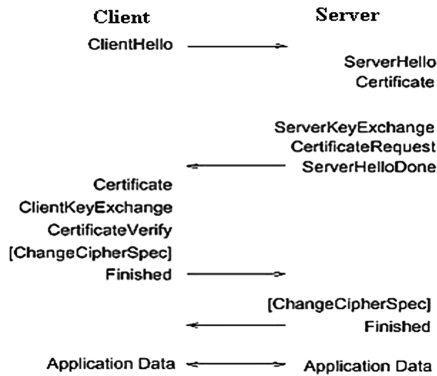 Client Server
ClientHello
ServerHello
Certificate
ServerKeyExchange
CertificateRequest
ServerHelloDone
Certificate
ClientKeyExchange
CertificateVerify
[ChangeCipherSpec]
Finished
[ChangeCipherSpec]
Finished
Application Data Application Data